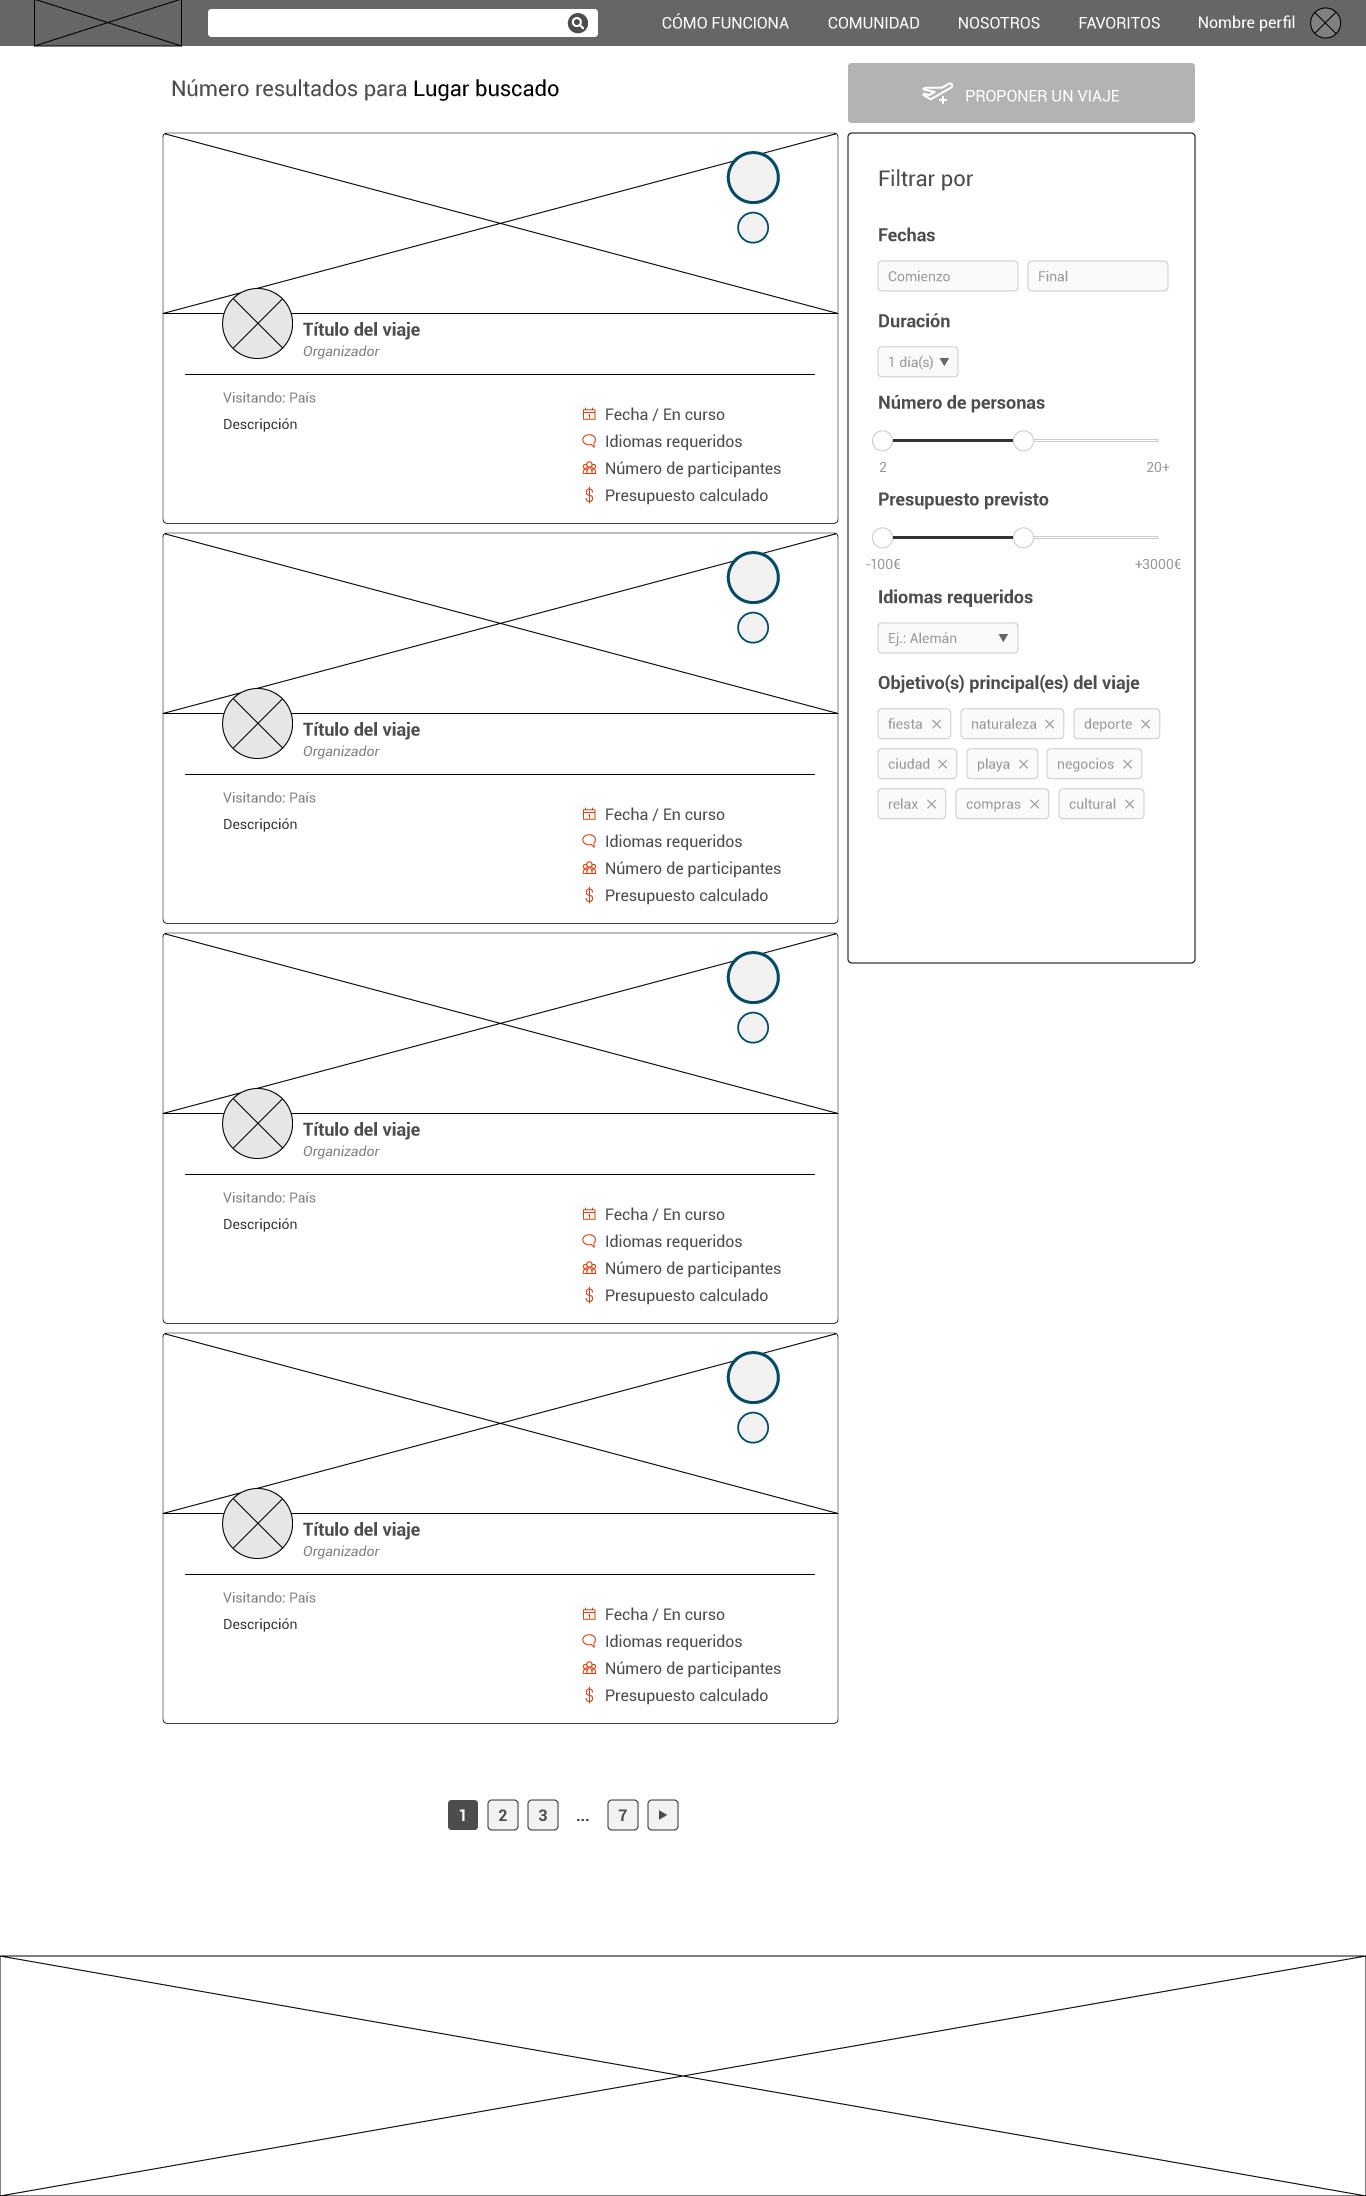 CÓMO FUNCIONA COMUNIDAD NOSOTROS FAVORITOS Nombre perfil
Número resultados para Lugar buscado
PROPONER UN VIAJE
Título del viaje
Organizador
Visitando: País
Descripción
Fecha / En curso
Idiomas requeridos
Número de participantes
Presupuesto calculado
Título del viaje
Organizador
Visitando: País
Descripción
Fecha / En curso
Idiomas requeridos
Número de participantes
Presupuesto calculado
Título del viaje
Organizador
Visitando: País
Descripción
Fecha / En curso
Idiomas requeridos
Número de participantes
Presupuesto calculado
Título del viaje
Organizador
Visitando: País
Descripción
Fecha / En curso
Idiomas requeridos
Número de participantes
Presupuesto calculado
Filtrar por
Fechas
Comienzo Final
Duración
1 día(s)
Número de personas
2 20+
Presupuesto previsto
-100€ +3000€
Idiomas requeridos
Ej.: Alemán
Objetivo(s) principal(es) del viaje
fiesta naturaleza deporte
ciudad playa negocios
relax compras cultural
1 2 3 ... 7